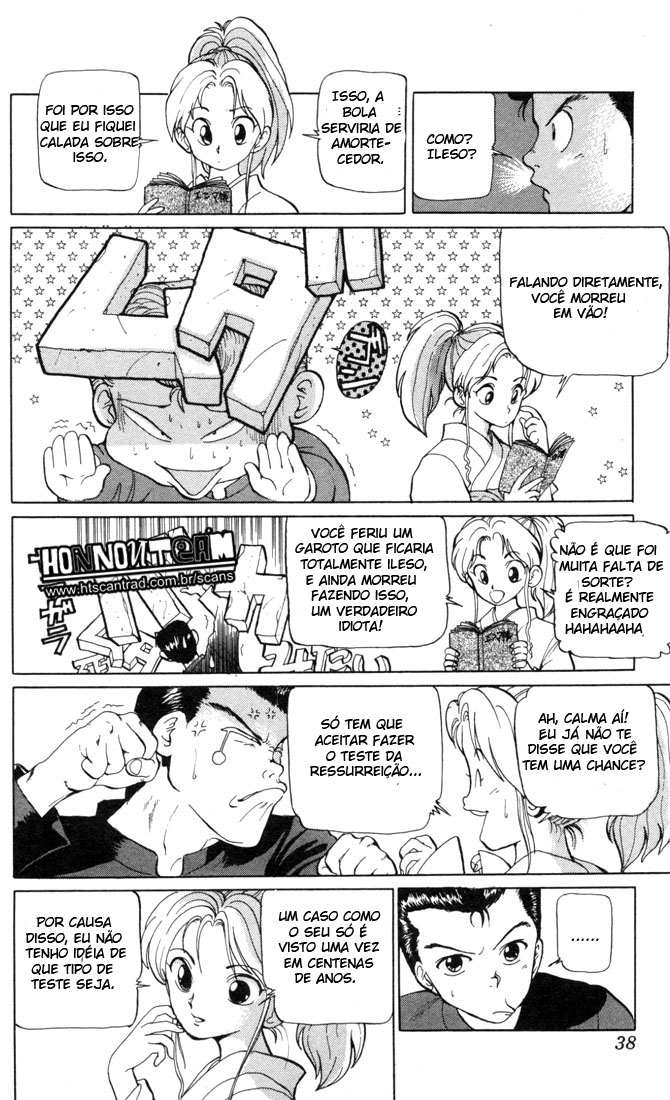 COMO?
ILESO?
ISSO, A
BOLA
SERVIRIA DE
AMORTE-
CEDOR.
FOI POR ISSO
QUE EU FIQUEI
CALADA SOBRE
ISSO.
FALANDO DIRETAMENTE,
VOCÊ MORREU
EM VÃO!
NÃO É QUE FOI
MUITA FALTA DE
SORTE?
É REALMENTE
ENGRAÇADO
HAHAHAAHA
VOCÊ FERIU UM
GAROTO QUE FICARIA
TOTALMENTE ILESO,
E AINDA MORREU
FAZENDO ISSO,
UM VERDADEIRO
IDIOTA!
HONNOUTEAM
www.htscantrad.com.br/scans
ガラ
AH, CALMA AÍ!
EU JÁ NÃO TE
DISSE QUE VOCÊ
TEM UMA CHANCE?
SÓ TEM QUE
ACEITAR FAZER
O TESTE DA
RESSURREIÇÃO...
......
UM CASO COMO
O SEU SÓ É
VISTO UMA VEZ
EM CENTENAS
DE ANOS.
POR CAUSA
DISSO, EU NÃO
TENHO IDÉIA DE
QUE TIPO DE
TESTE SEJA.
38